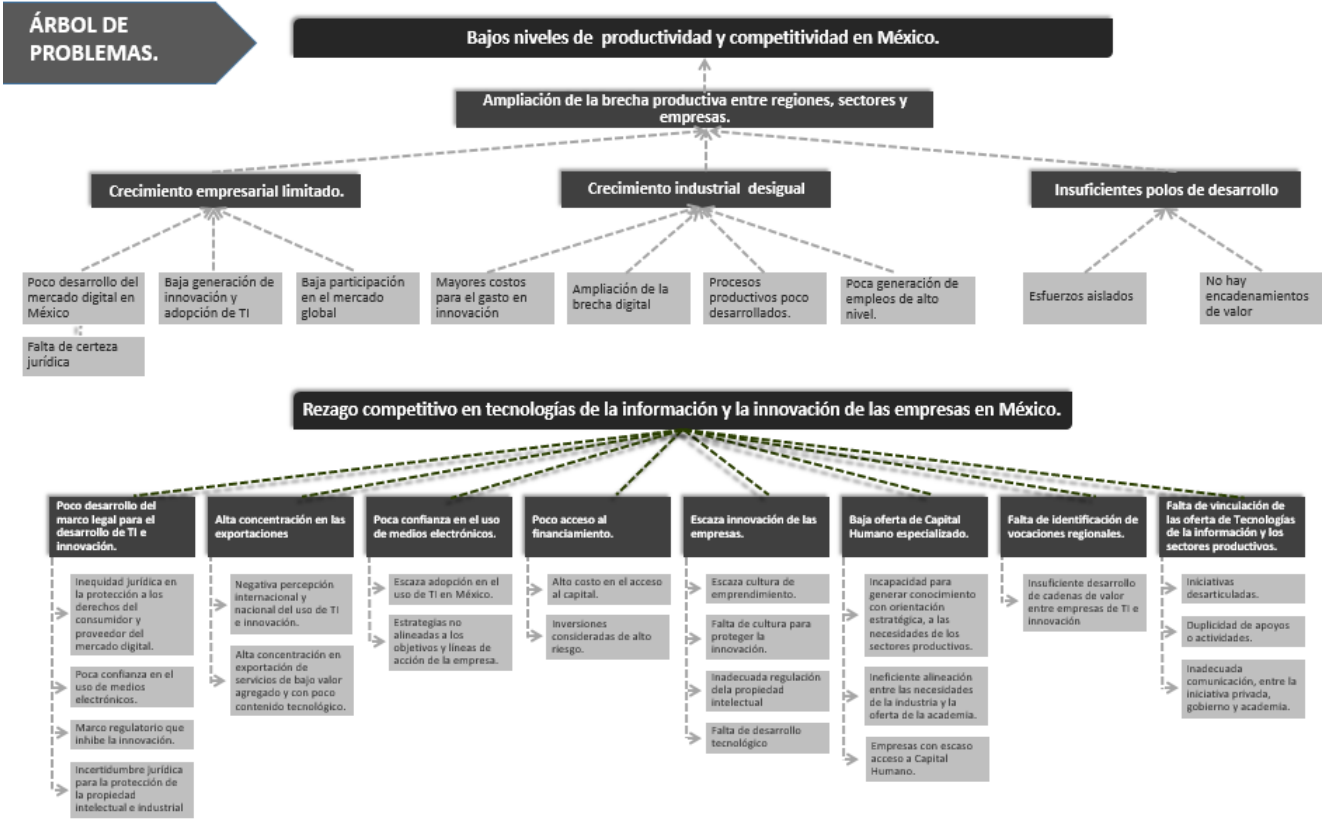 ÁRBOL DE
PROBLEMAS.
Bajos niveles de productividad y competitividad en México.
Ampliación de la brecha productiva entre regiones, sectores y
empresas.
Crecimiento empresarial limitado.
Crecimiento industrial desigual
Insuficientes polos de desarrollo
Poco desarrollo del
mercado digital en
México
Baja generación de
innovación y
adopción de TI
Baja participación
en el mercado
global
Mayores costos
para el gasto en
innovación
Ampliación de la
brecha digital
Procesos
productivos poco
desarrollados.
Poca generación de
empleos de alto
nivel.
Esfuerzos aislados
No hay
encadenamientos
de valor
Falta de certeza
jurídica
Rezago competitivo en tecnologías de la información y la innovación de las empresas en México.
Poco desarrollo del
marco legal para el
desarrollo de TI e
innovación.
Inequidad jurídica en
la protección a los
derechos del
consumidor y
proveedor del
mercado digital.
Poca confianza en el
uso de medios
electrónicos.
Marco regulatorio que
inhibe la innovación.
Incertidumbre jurídica
para la protección de
la propiedad
intelectual e industrial
Alta concentración en las
exportaciones
Negativa percepción
internacional y
nacional del uso de TI
e innovación.
Alta concentración en
exportación de
servicios de bajo valor
agregado y con poco
contenido tecnológico.
Poca confianza en el uso
de medios electrónicos.
Escaza adopción en el
uso de TI en México.
Estrategias no
alineadas a los
objetivos y líneas de
acción de la empresa.
Poco acceso al
financiamiento.
Alto costo en el acceso
al capital.
Inversiones
consideradas de alto
riesgo.
Escaza innovación de las
empresas.
Escaza cultura de
emprendimiento.
Falta de cultura para
proteger la
innovación.
Inadecuada regulación
dela propiedad
intelectual
Falta de desarrollo
tecnológico
Baja oferta de Capital
Humano especializado.
Incapacidad para
generar conocimiento
con orientación
estratégica, a las
necesidades de los
sectores productivos.
Ineficiente alineación
entre las necesidades
de la industria y la
oferta de la academia.
Empresas con escaso
acceso a Capital
Humano.
Falta de identificación de
vocaciones regionales.
Insuficiente desarrollo
de cadenas de valor
entre empresas de TI e
innovación
Falta de vinculación de
las oferta de Tecnologías
de la información y los
sectores productivos.
Iniciativas
desarticuladas.
Duplicidad de apoyos
o actividades.
Inadecuada
comunicación, entre la
iniciativa privada,
gobierno y academia.